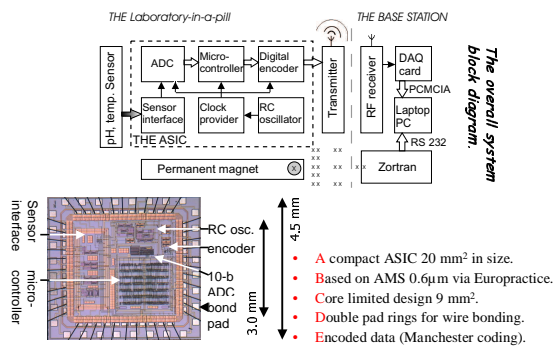 THE Laboratory-in-a-pill
THE BASE STATION
pH, temp. Sensor
ADC
Micro-
controller
Digital
encoder
Sensor
interface
Clock
provider
RC
oscillator
THE ASIC
Transmitter
RF receiver
DAQ
card
PCMCIA
Laptop
PC
RS 232
Zortran
Permanent magnet
x
x x
x x
x x
x x x x
x x
x x
The overall system
block diagram.
Sensor
interface
micro-
controller
RC osc.
encoder
10-b ADC
bond
pad
3.0 mm
4.5 mm
• A compact ASIC 20 mm² in size.
• Based on AMS 0.6µm via Europractice.
• Core limited design 9 mm².
• Double pad rings for wire bonding.
• Encoded data (Manchester coding).